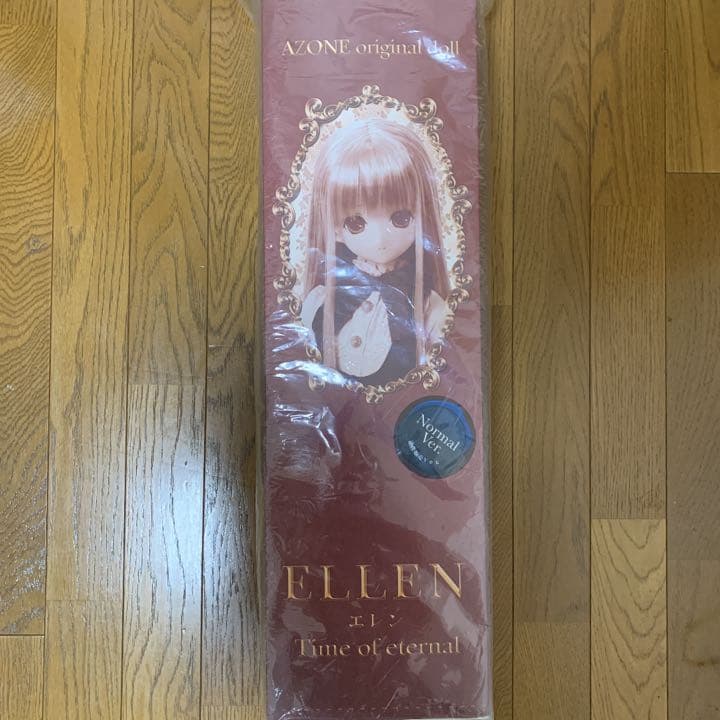 AZONE original doll
Normal
Ver.
ELLEN
エレン
Time of eternal